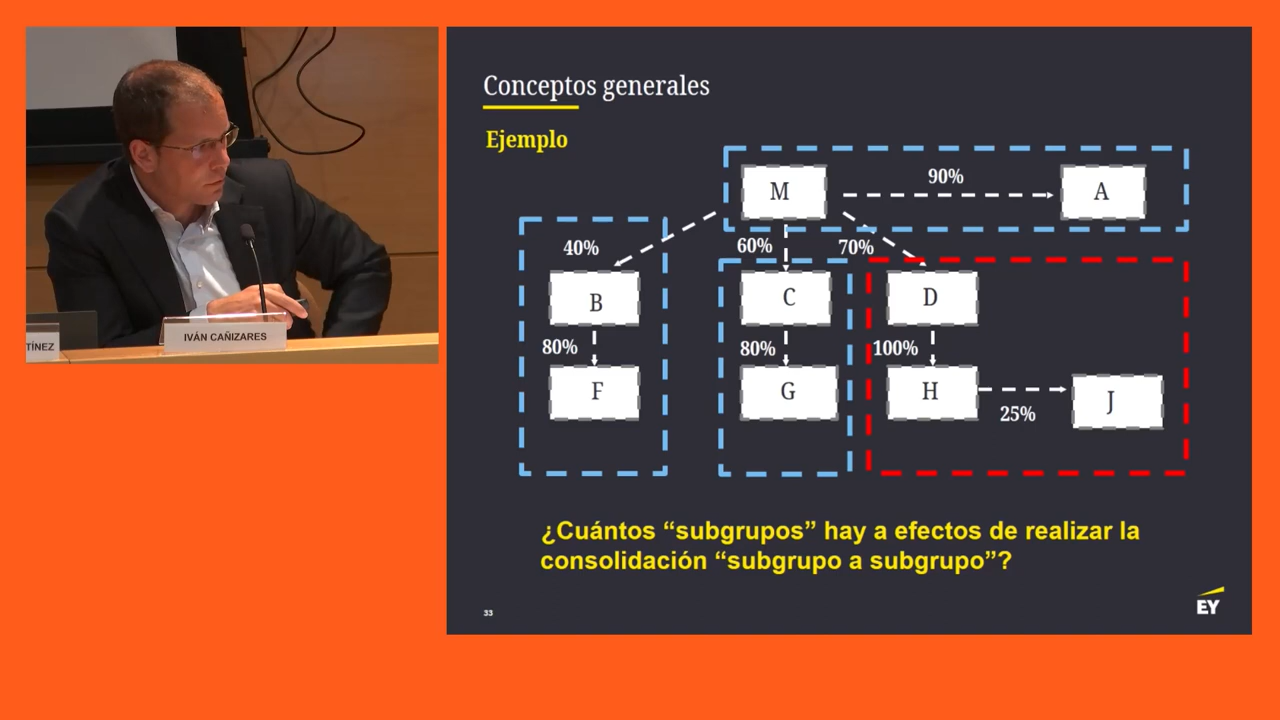 Conceptos generales
Ejemplo
M
90%
A
40%
60%
70%
B
C
D
80%
80%
100%
F
G
H
25%
J
¿Cuántos “subgrupos” hay a efectos de realizar la
consolidación “subgrupo a subgrupo”?
33
EY
TÍNEZ
IVÁN CAÑIZARES